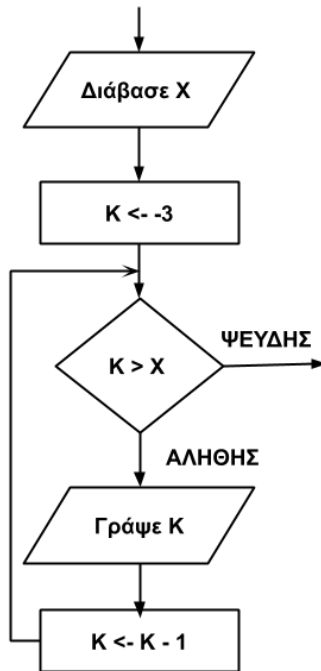 Διάβασε Χ
Κ <- -3
Κ > Χ
ΨΕΥΔΗΣ
ΑΛΗΘΗΣ
Γράψε Κ
Κ <- Κ - 1